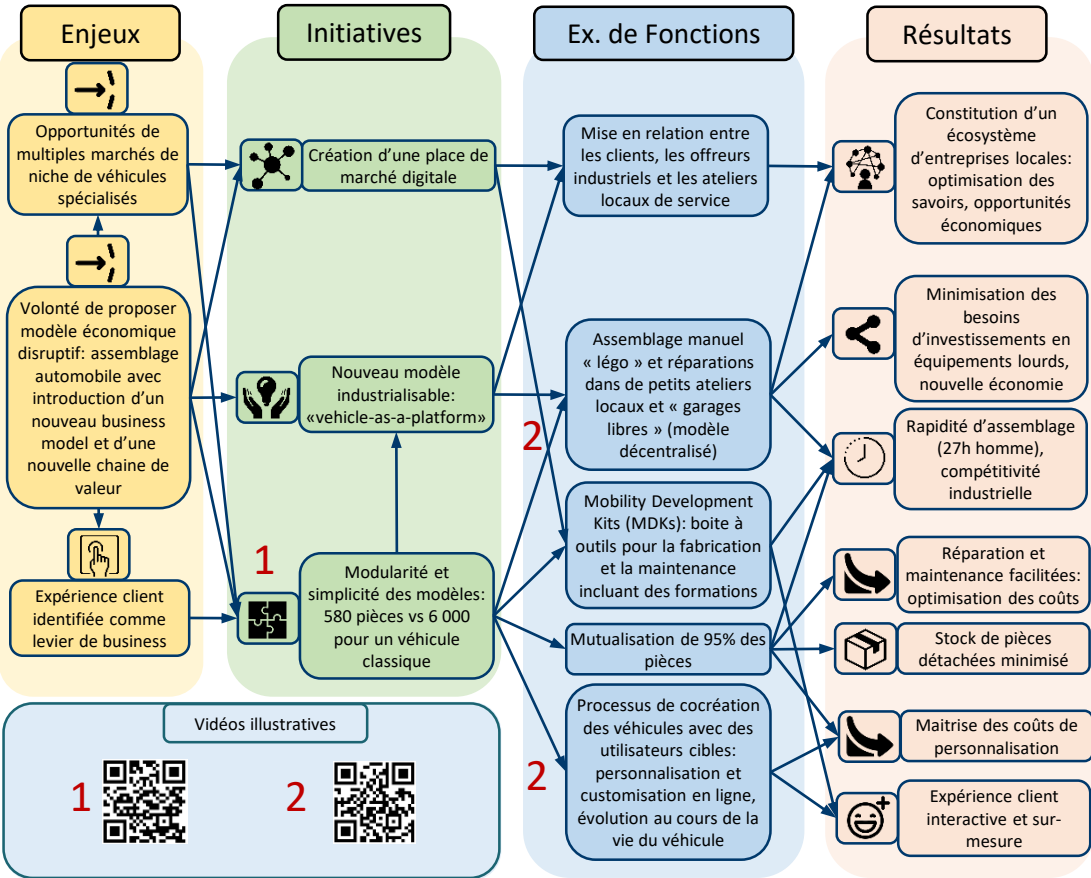 Enjeux
Opportunités de
multiples marchés de
niche de véhicules
spécialisés
Volonté de proposer
modèle économique
disruptif: assemblage
automobile avec
introduction d’un
nouveau business
model et d’une
nouvelle chaine de
valeur
Expérience client
identifiée comme
levier de business
Initiatives
Création d’une place de
marché digitale
Nouveau modèle
industrialisable:
«vehicle-as-a-platform»
1
Modularité et
simplicité des modèles:
580 pièces vs 6 000
pour un véhicule
classique
Ex. de Fonctions
Mise en relation entre
les clients, les offreurs
industriels et les ateliers
locaux de service
2
Assemblage manuel
« légo » et réparations
dans de petits ateliers
locaux et « garages
libres » (modèle
décentralisé)
Mobility Development
Kits (MDKs): boite à
outils pour la fabrication
et la maintenance
incluant des formations
Mutualisation de 95% des
pièces
2
Processus de cocréation
des véhicules avec des
utilisateurs cibles:
personnalisation et
customisation en ligne,
évolution au cours de la
vie du véhicule
Résultats
Constitution d’un
écosystème
d’entreprises locales:
optimisation des
savoirs, opportunités
économiques
Minimisation des
besoins
d’investissements en
équipements lourds,
nouvelle économie
Rapidité d’assemblage
(27h homme),
compétitivité
industrielle
Réparation et
maintenance facilitées:
optimisation des coûts
Stock de pièces
détachées minimisé
Maitrise des coûts de
personnalisation
Expérience client
interactive et sur-
mesure
Vidéos illustratives
1
2